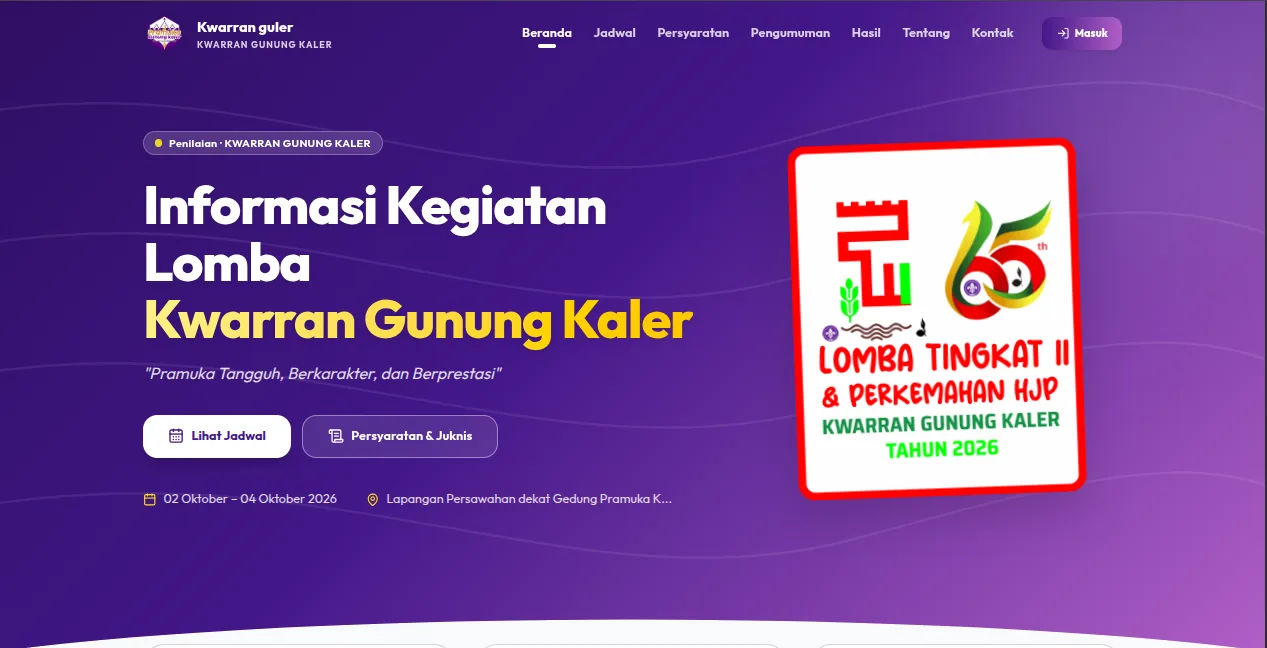 Kwarran guler
KWARRAN GUNUNG KALER
Beranda
Jadwal
Persyaratan
Pengumuman
Hasil
Tentang
Kontak
Masuk
Penilaian · KWARRAN GUNUNG KALER
Informasi Kegiatan
Lomba
Kwarran Gunung Kaler
"Pramuka Tangguh, Berkarakter, dan Berprestasi"
Lihat Jadwal
Persyaratan & Juknis
02 Oktober – 04 Oktober 2026
Lapangan Persawahan dekat Gedung Pramuka K...
65
th
LOMBA TINGKAT II
& PERKEMAHAN HJP
KWARRAN GUNUNG KALER
TAHUN 2026